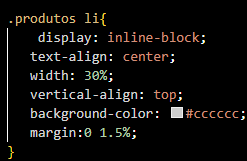 .produtos li{
display: inline-block;
text-align: center;
width: 30%;
vertical-align: top;
background-color: #cccccc;
margin:0 1.5%;
}